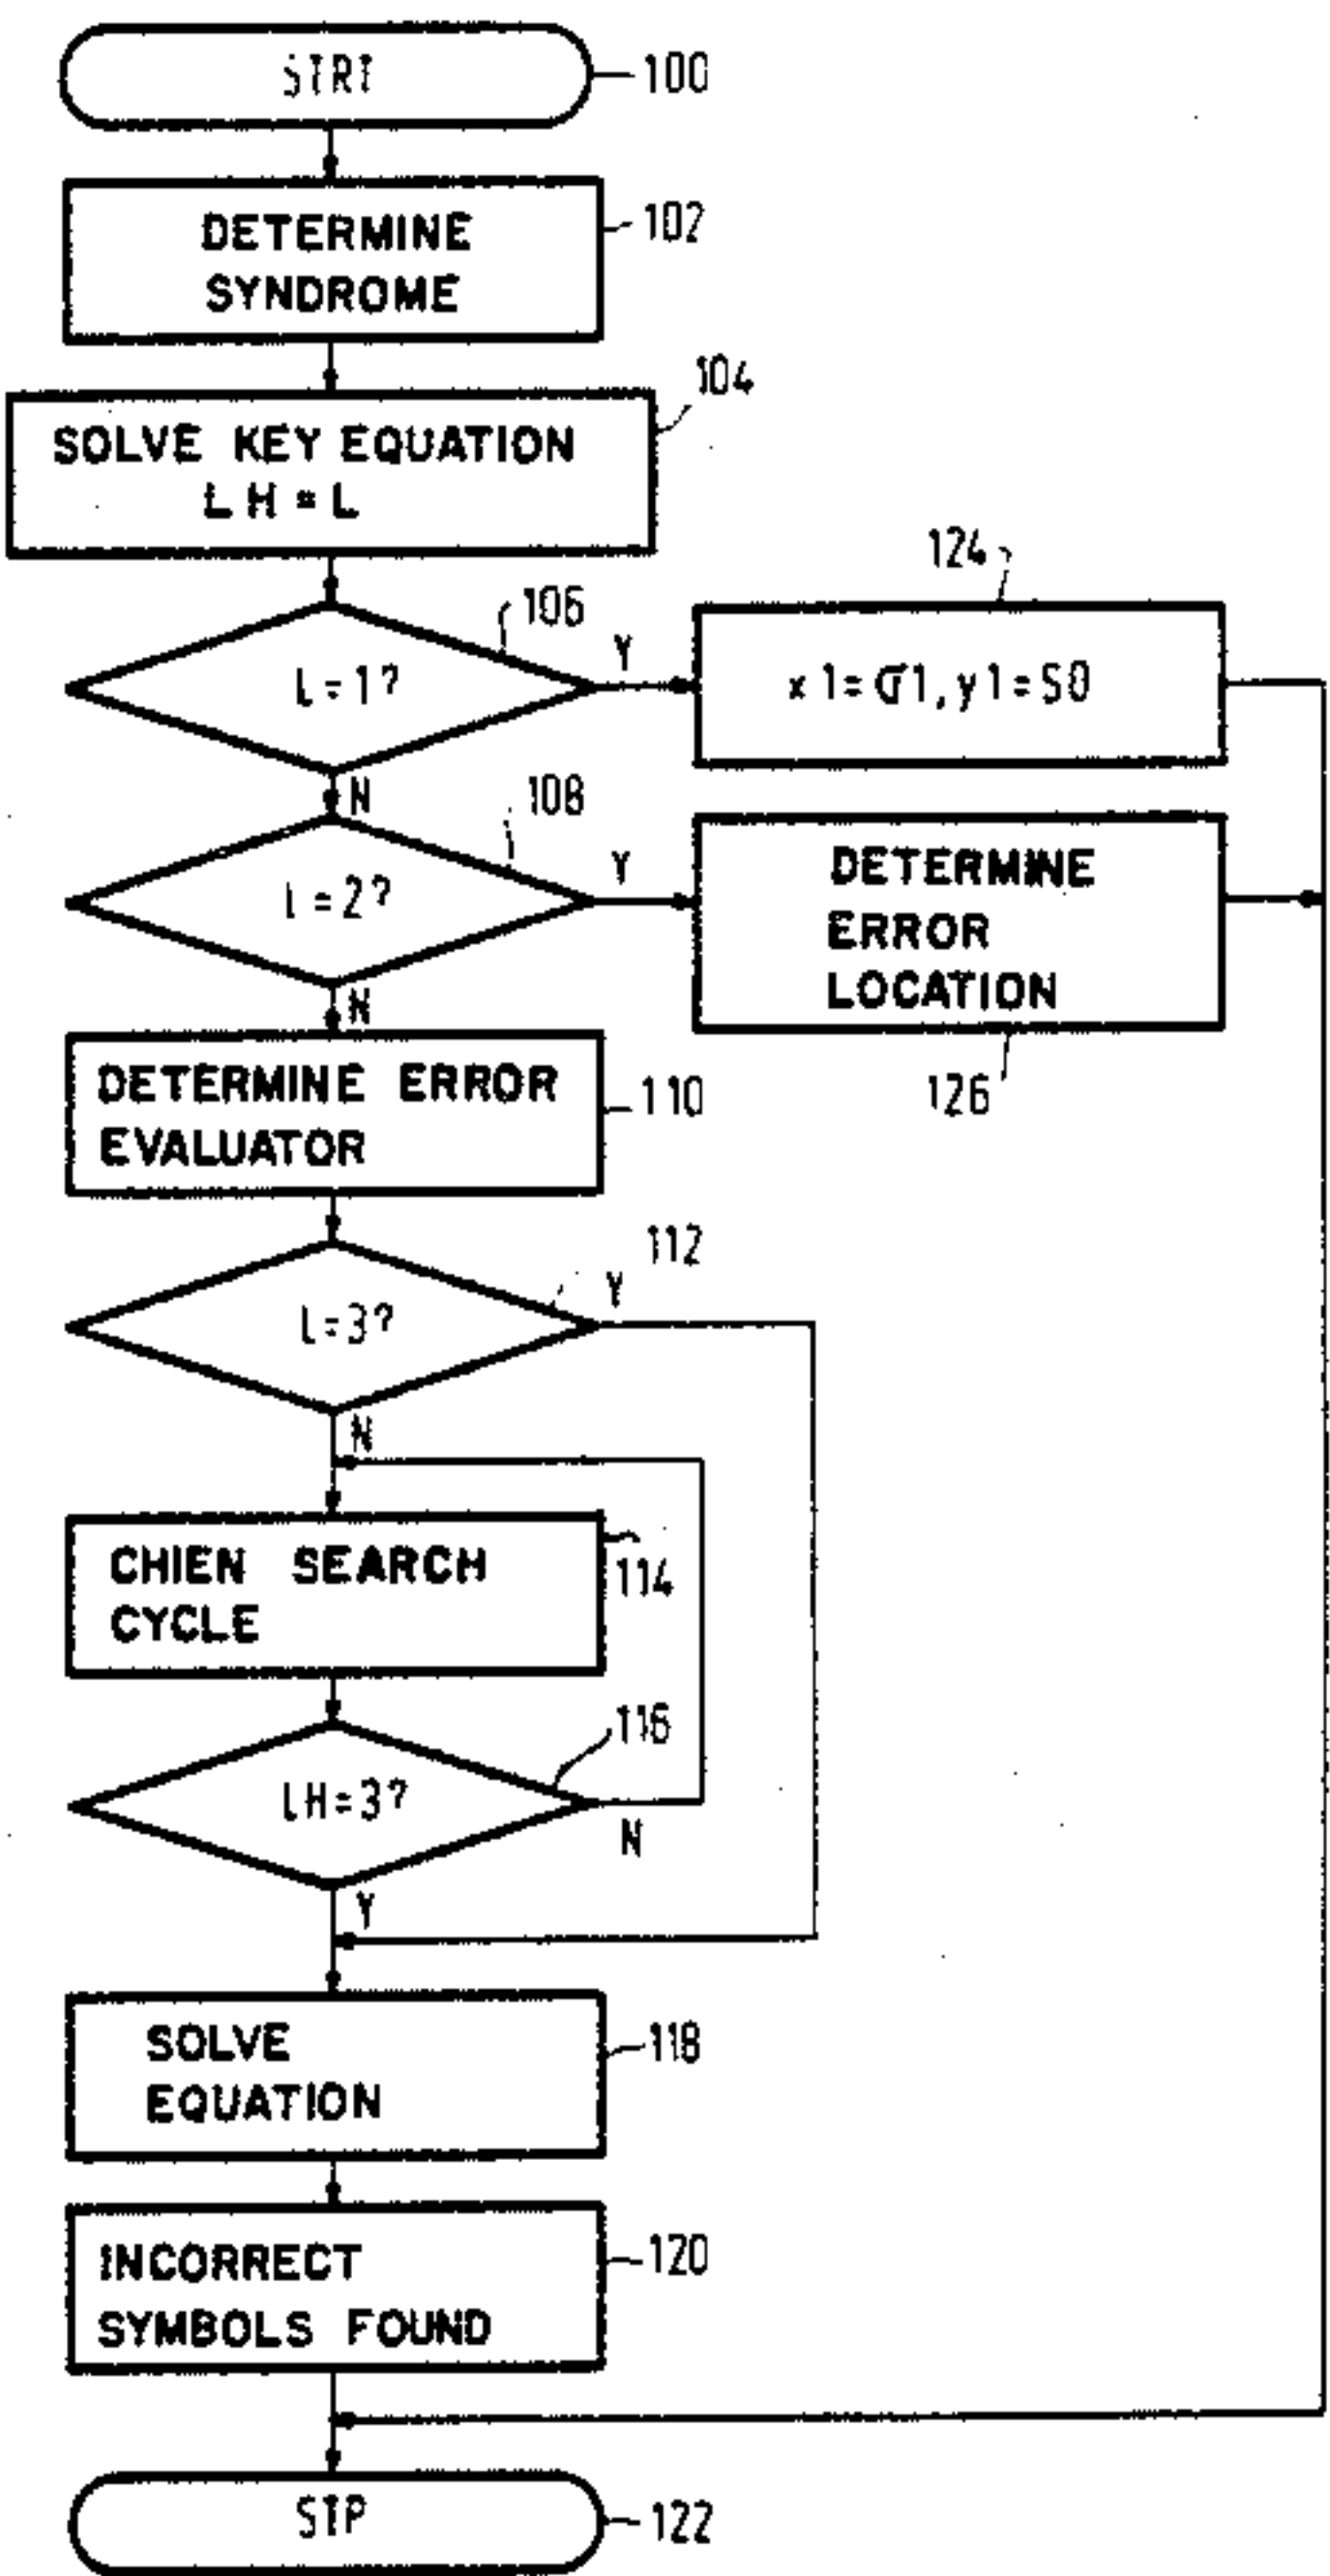 STRT
100
DETERMINE
SYNDROME
102
104
SOLVE KEY EQUATION
LH = L
106
L=1?
Y
124
x1=σ1, y1=S0
N
108
L=2?
Y
DETERMINE
ERROR
LOCATION
126
N
DETERMINE ERROR
EVALUATOR
110
112
L=3?
Y
N
CHIEN SEARCH
CYCLE
114
116
LH=3?
N
Y
SOLVE
EQUATION
118
INCORRECT
SYMBOLS FOUND
120
STP
122